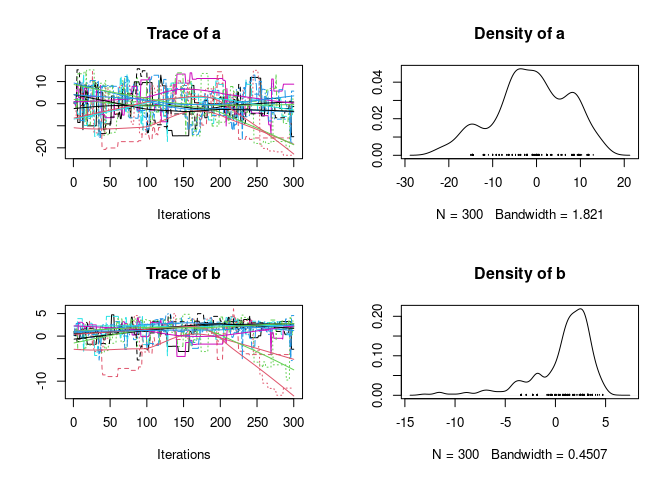 Trace of a
10
0
-20
0 50 100 150 200 250 300
Iterations
Density of a
0.04
0.02
0.00
-30 -20 -10 0 10 20
N = 300 Bandwidth = 1.821
Trace of b
5
-10
0 50 100 150 200 250 300
Iterations
Density of b
0.20
0.10
0.00
-15 -10 -5 0 5
N = 300 Bandwidth = 0.4507